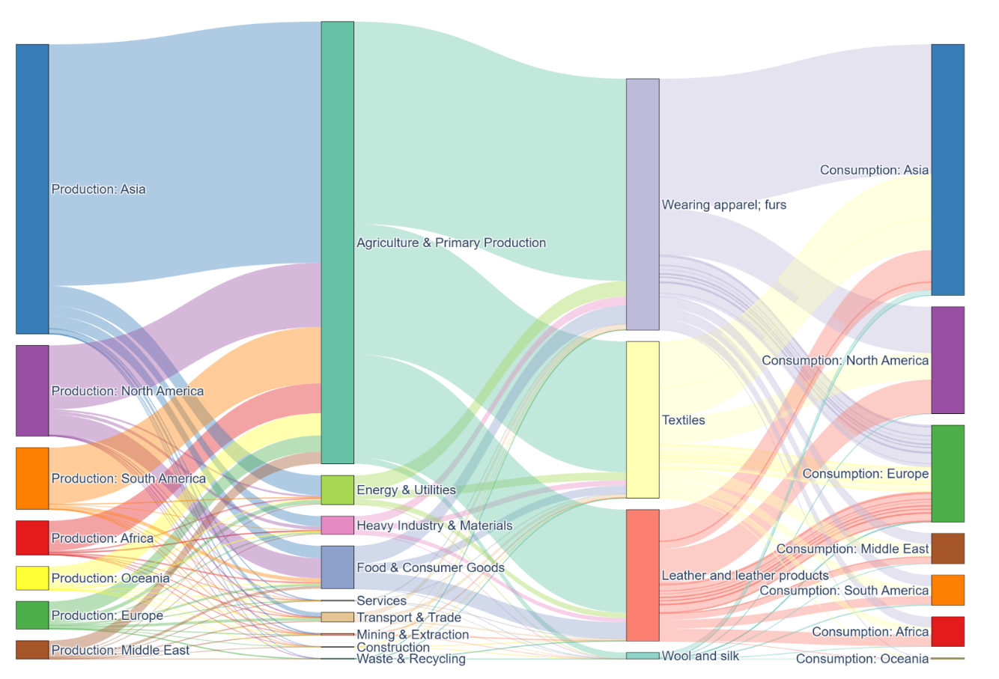 Production: Asia
Production: North America
Production: South America
Production: Africa
Production: Oceania
Production: Europe
Production: Middle East
Agriculture & Primary Production
Energy & Utilities
Heavy Industry & Materials
Food & Consumer Goods
Services
Transport & Trade
Mining & Extraction
Construction
Waste & Recycling
Wearing apparel; furs
Textiles
Leather and leather products
Wool and silk
Consumption: Asia
Consumption: North America
Consumption: Europe
Consumption: Middle East
Consumption: South America
Consumption: Africa
Consumption: Oceania